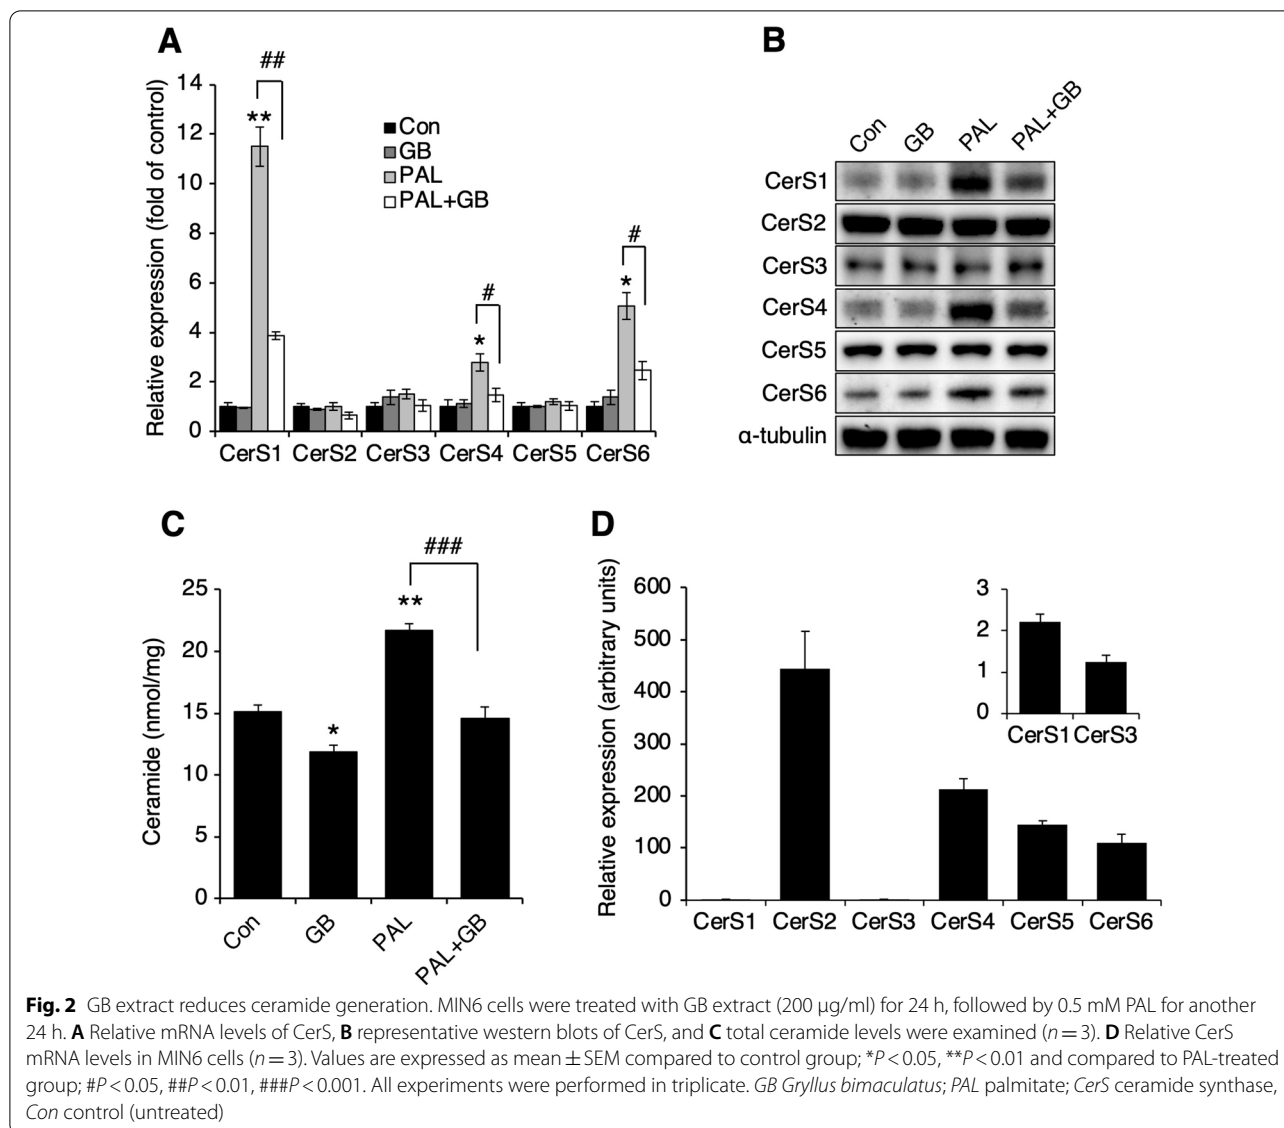 A
Relative expression (fold of control)
14
12
10
8
6
4
2
0
##
**
Con
GB
PAL
PAL+GB
#
*
#
*
CerS1 CerS2 CerS3 CerS4 CerS5 CerS6
B
Con GB PAL PAL+GB
CerS1
CerS2
CerS3
CerS4
CerS5
CerS6
α-tubulin
C
Ceramide (nmol/mg)
25
20
15
10
5
0
###
**
*
Con GB PAL PAL+GB
D
Relative expression (arbitrary units)
600
500
400
300
200
100
0
CerS1 CerS2 CerS3 CerS4 CerS5 CerS6
3
2
1
0
CerS1 CerS3
Fig. 2 GB extract reduces ceramide generation. MIN6 cells were treated with GB extract (200 μg/ml) for 24 h, followed by 0.5 mM PAL for another
24 h. A Relative mRNA levels of CerS, B representative western blots of CerS, and C total ceramide levels were examined (n = 3). D Relative CerS
mRNA levels in MIN6 cells (n = 3). Values are expressed as mean ± SEM compared to control group; *P < 0.05, **P < 0.01 and compared to PAL-treated
group; #P < 0.05, ##P < 0.01, ###P < 0.001. All experiments were performed in triplicate. GB Gryllus bimaculatus; PAL palmitate; CerS ceramide synthase,
Con control (untreated)